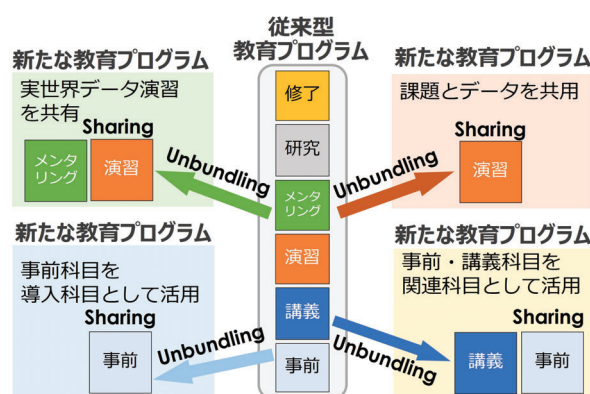 従来型
教育プログラム
修了
研究
メンタ
リング
演習
講義
事前
新たな教育プログラム
実世界データ演習
を共有
Sharing
メンタ
リング
演習
Unbundling
新たな教育プログラム
課題とデータを共用
Sharing
演習
Unbundling
新たな教育プログラム
事前科目を
導入科目として活用
Sharing
事前
Unbundling
新たな教育プログラム
事前・講義科目を
関連科目として活用
Sharing
講義
事前
Unbundling